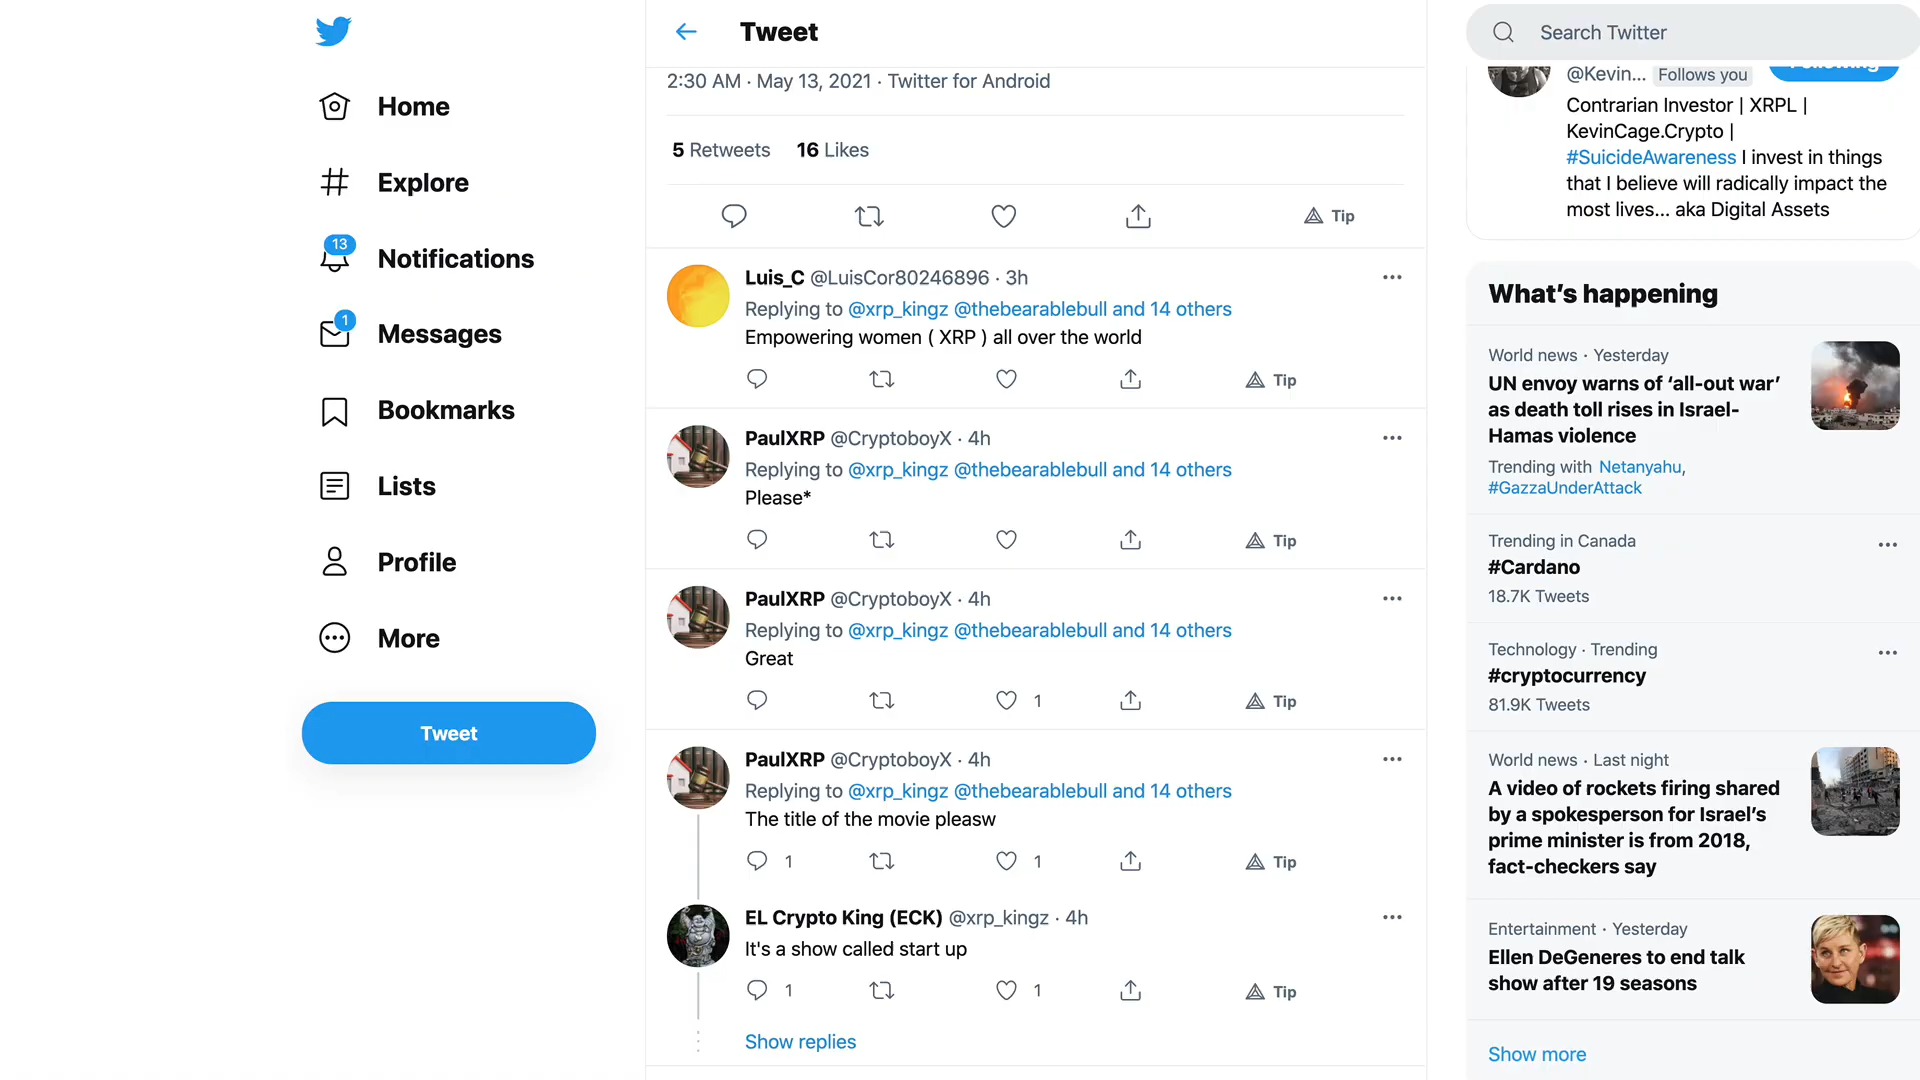 Home
Explore
13
Notifications
1
Messages
Bookmarks
Lists
Profile
More
Tweet
Tweet
2:30 AM · May 13, 2021 · Twitter for Android
5 Retweets 16 Likes
Tip
Luis_C @LuisCor80246896 · 3h
Replying to @xrp_kingz @thebearablebull and 14 others
Empowering women ( XRP ) all over the world
Tip
PaulXRP @CryptoboyX · 4h
Replying to @xrp_kingz @thebearablebull and 14 others
Please*
Tip
PaulXRP @CryptoboyX · 4h
Replying to @xrp_kingz @thebearablebull and 14 others
Great
1 Tip
PaulXRP @CryptoboyX · 4h
Replying to @xrp_kingz @thebearablebull and 14 others
The title of the movie pleasw
1 1 Tip
EL Crypto King (ECK) @xrp_kingz · 4h
It's a show called start up
1 1 Tip
Show replies
Search Twitter
@Kevin... Follows you
Following
Contrarian Investor | XRPL |
KevinCage.Crypto |
#SuicideAwareness I invest in things
that I believe will radically impact the
most lives... aka Digital Assets
What's happening
World news · Yesterday
UN envoy warns of ‘all-out war’
as death toll rises in Israel-
Hamas violence
Trending with Netanyahu,
#GazzaUnderAttack
Trending in Canada
#Cardano
18.7K Tweets
Technology · Trending
#cryptocurrency
81.9K Tweets
World news · Last night
A video of rockets firing shared
by a spokesperson for Israel’s
prime minister is from 2018,
fact-checkers say
Entertainment · Yesterday
Ellen DeGeneres to end talk
show after 19 seasons
Show more